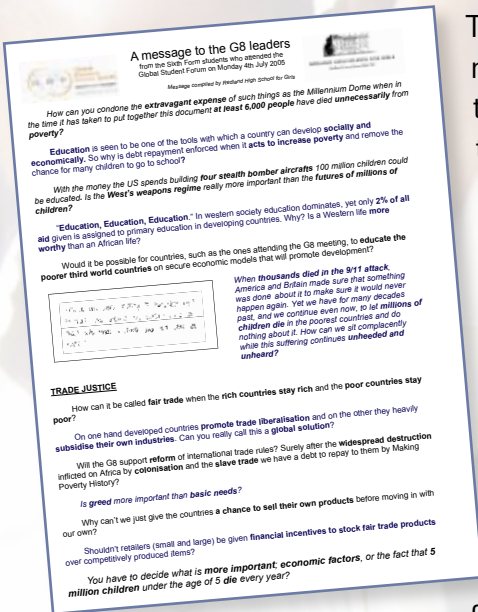 A message to the G8 leaders
from the Sixth Form students who attended the
Global Student Forum on Monday 4th July 2005
Message compiled by Redland High School for Girls
How can you condone the extravagant expense of such things as the Millennium Dome when in
the time it has taken to put together this document at least 6,000 people have died unnecessarily from
poverty?
Education is seen to be one of the tools with which a country can develop socially and
economically. So why is debt repayment enforced when it acts to increase poverty and remove the
chance for many children to go to school?
With the money the US spends building four stealth bomber aircrafts 100 million children could
be educated. Is the West's weapons regime really more important than the futures of millions of
children?
"Education, Education, Education." In western society education dominates, yet only 2% of all
aid given is assigned to primary education in developing countries. Why? Is a Western life more
worthy than an African life?
Would it be possible for countries, such as the ones attending the G8 meeting, to educate the
poorer third world countries on secure economic models that will promote development?
When thousands died in the 9/11 attack,
America and Britain made sure that something
was done about it to make sure it would never
happen again. Yet we have for many decades
past, and we continue even now, to let millions of
children die in the poorest countries and do
nothing about it. How can we sit complacently
while this suffering continues unheeded and
unheard?
TRADE JUSTICE
How can it be called fair trade when the rich countries stay rich and the poor countries stay
poor?
On one hand developed countries promote trade liberalisation and on the other they heavily
subsidise their own industries. Can you really call this a global solution?
Will the G8 support reform of international trade rules? Surely after the widespread destruction
inflicted on Africa by colonisation and the slave trade we have a debt to repay to them by Making
Poverty History?
Is greed more important than basic needs?
Why can't we just give the countries a chance to sell their own products before moving in with
our own?
Shouldn't retailers (small and large) be given financial incentives to stock fair trade products
over competitively produced items?
You have to decide what is more important; economic factors, or the fact that 5
million children under the age of 5 die every year?